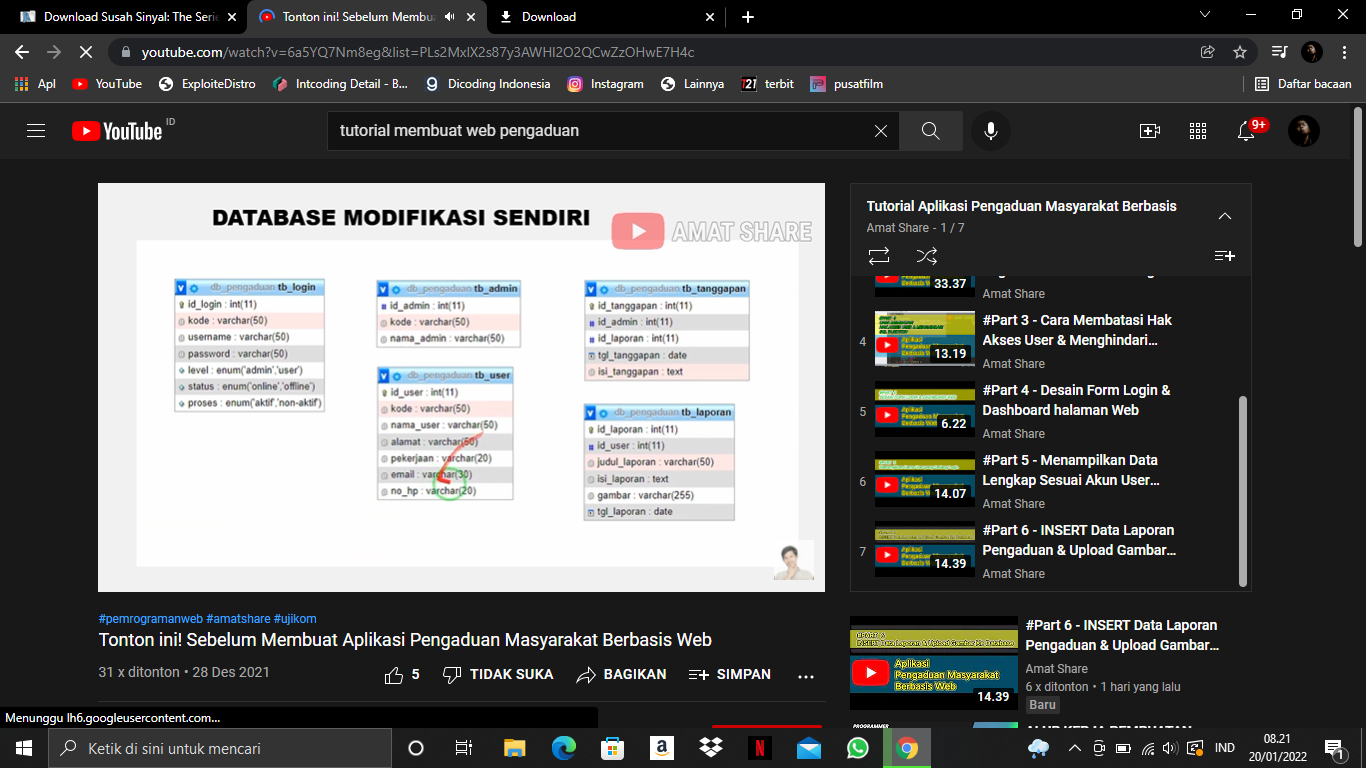 Download Susah Sinyal: The Serie
Tonton ini! Sebelum Membua
Download
youtube.com/watch?v=6a5YQ7Nm8eg&list=PLs2MxlX2s87y3AWHI2O2QCwZzOHwE7H4c
Apl
YouTube
ExploiteDistro
Intcoding Detail - B...
Dicoding Indonesia
Instagram
Lainnya
terbit
pusatfilm
Daftar bacaan
YouTube ID
tutorial membuat web pengaduan
9+
DATABASE MODIFIKASI SENDIRI
AMAT SHARE
db_pengaduan tb_login
id_login : int(11)
kode : varchar(50)
username : varchar(50)
password : varchar(50)
level : enum('admin','user')
status : enum('online','offline')
proses : enum('aktif','non-aktif')
db_pengaduan tb_admin
id_admin : int(11)
kode : varchar(50)
nama_admin : varchar(50)
db_pengaduan tb_user
id_user : int(11)
kode : varchar(50)
nama_user : varchar(50)
alamat : varchar(50)
pekerjaan : varchar(20)
email : varchar(30)
no_hp : varchar(20)
db_pengaduan tb_tanggapan
id_tanggapan : int(11)
id_admin : int(11)
id_laporan : int(11)
tgl_tanggapan : date
isi_tanggapan : text
db_pengaduan tb_laporan
id_laporan : int(11)
id_user : int(11)
judul_laporan : varchar(50)
isi_laporan : text
gambar : varchar(255)
tgl_laporan : date
Tutorial Aplikasi Pengaduan Masyarakat Berbasis
Amat Share - 1 / 7
33.37
Amat Share
4
13.19
#Part 3 - Cara Membatasi Hak
Akses User & Menghindari...
Amat Share
5
6.22
#Part 4 - Desain Form Login &
Dashboard halaman Web
Amat Share
6
14.07
#Part 5 - Menampilkan Data
Lengkap Sesuai Akun User...
Amat Share
7
14.39
#Part 6 - INSERT Data Laporan
Pengaduan & Upload Gambar...
Amat Share
#pemrogramanweb #amatshare #ujikom
Tonton ini! Sebelum Membuat Aplikasi Pengaduan Masyarakat Berbasis Web
31 x ditonton • 28 Des 2021
5
TIDAK SUKA
BAGIKAN
SIMPAN
Aplikasi
Pengaduan Masyarakat
Berbasis Web
14.39
#Part 6 - INSERT Data Laporan
Pengaduan & Upload Gambar...
Amat Share
6 x ditonton • 1 hari yang lalu
Baru
PROGRAMMER
Menunggu lh6.googleusercontent.com...
Ketik di sini untuk mencari
IND
08.21
20/01/2022
1